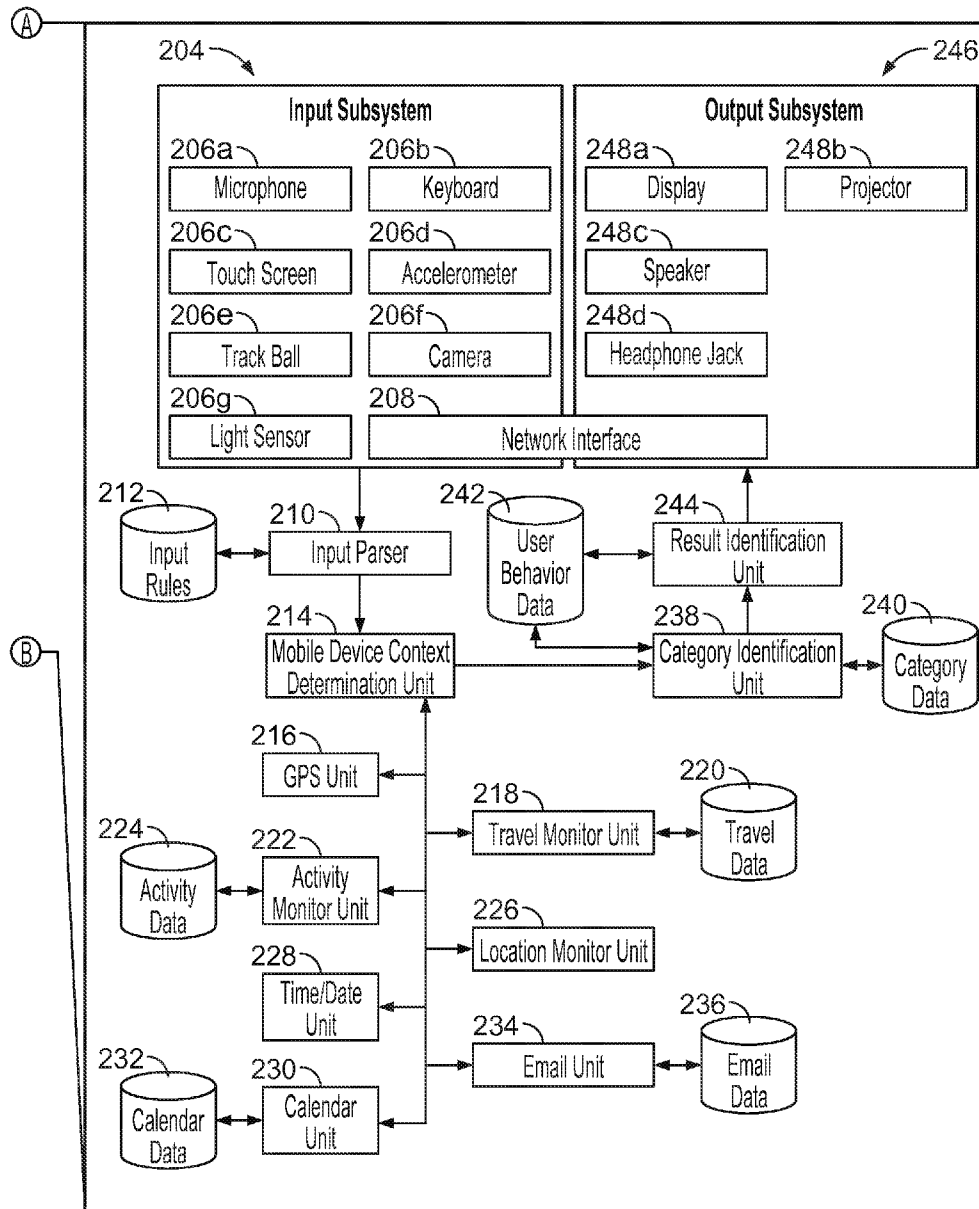 A
204
246
Input Subsystem
Output Subsystem
206a
206b
248a
248b
Microphone
Keyboard
Display
Projector
206c
206d
248c
Touch Screen
Accelerometer
Speaker
206e
206f
248d
Track Ball
Camera
Headphone Jack
206g
208
Light Sensor
Network Interface
212
Input
Rules
210
Input Parser
242
User
Behavior
Data
244
Result Identification
Unit
B
214
Mobile Device Context
Determination Unit
238
Category Identification
Unit
240
Category
Data
216
GPS Unit
218
Travel Monitor Unit
220
Travel
Data
224
Activity
Data
222
Activity
Monitor Unit
226
Location Monitor Unit
228
Time/Date
Unit
234
Email Unit
236
Email
Data
232
Calendar
Data
230
Calendar
Unit